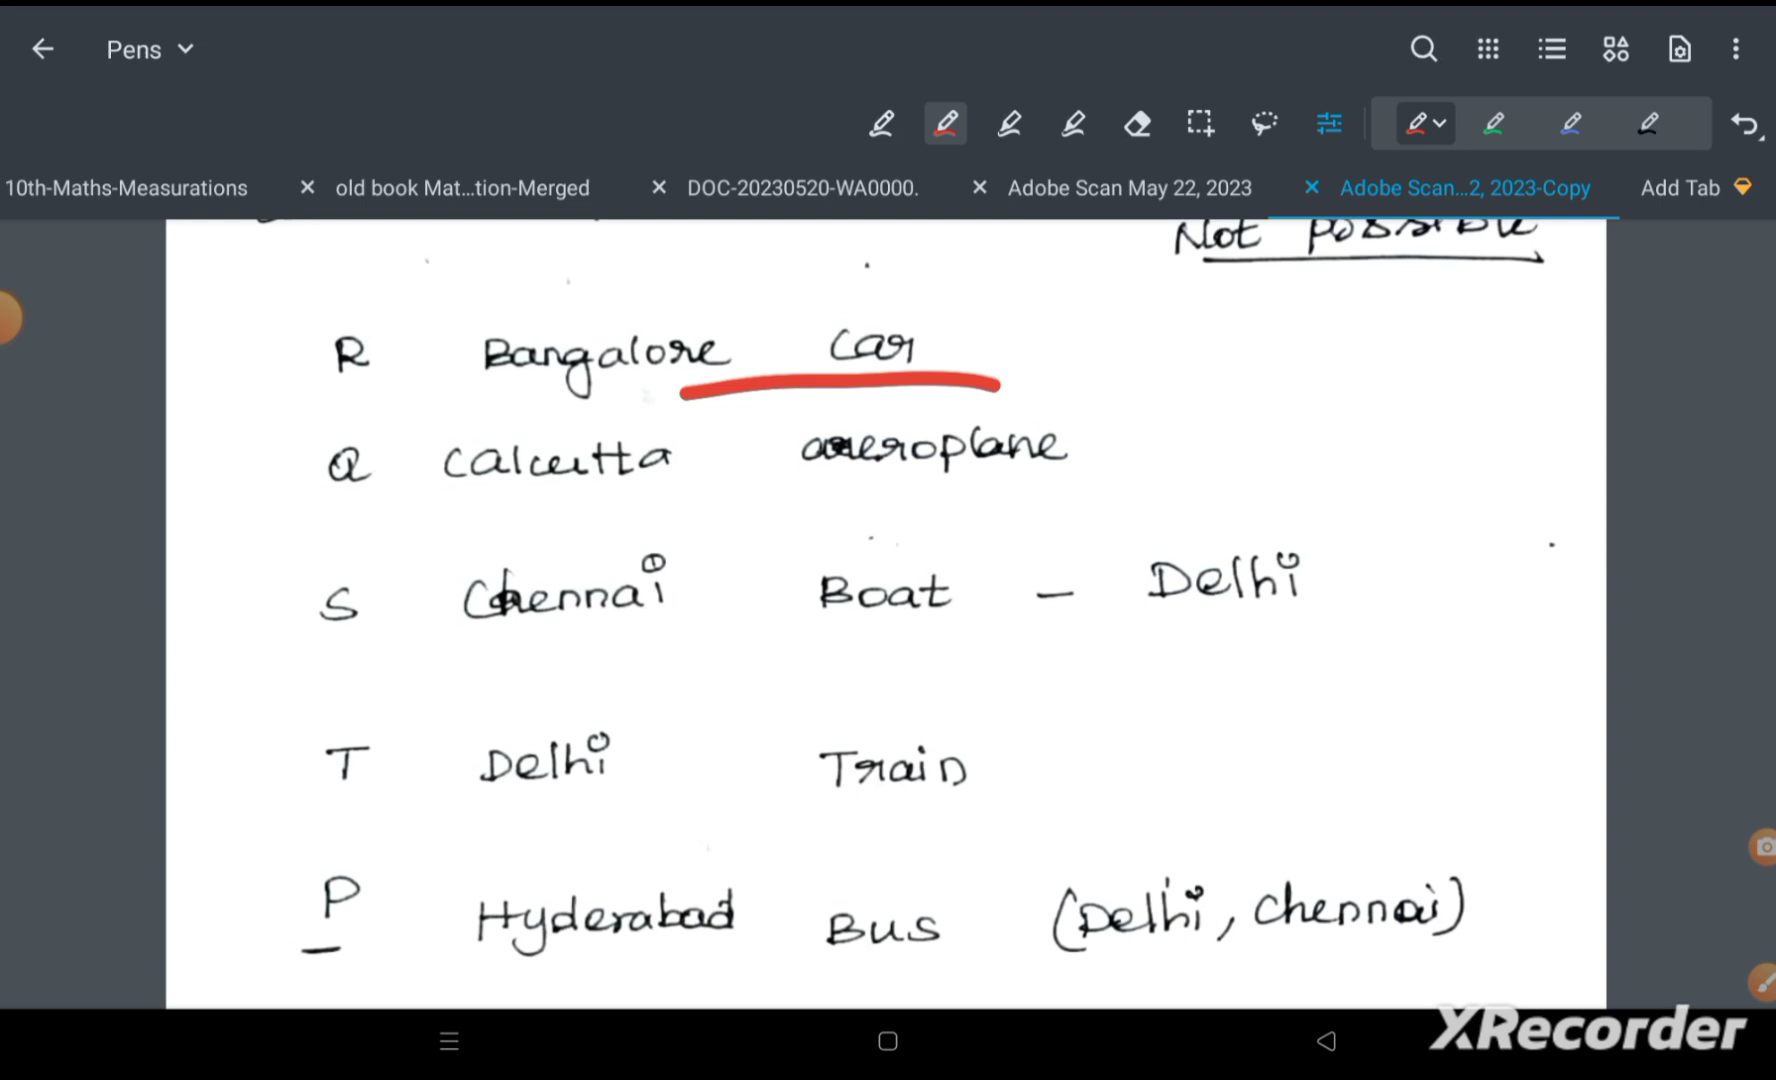 Pens
10th-Maths-Measurations
old book Mat...tion-Merged
DOC-20230520-WA0000.
Adobe Scan May 22, 2023
Adobe Scan...2, 2023-Copy
Add Tab
Not possible
R Bangalore Car
Q Calcutta aeroplane
S Chennai Boat - Delhi
T Delhi Train
P Hyderabad Bus (Delhi, Chennai)
XRecorder